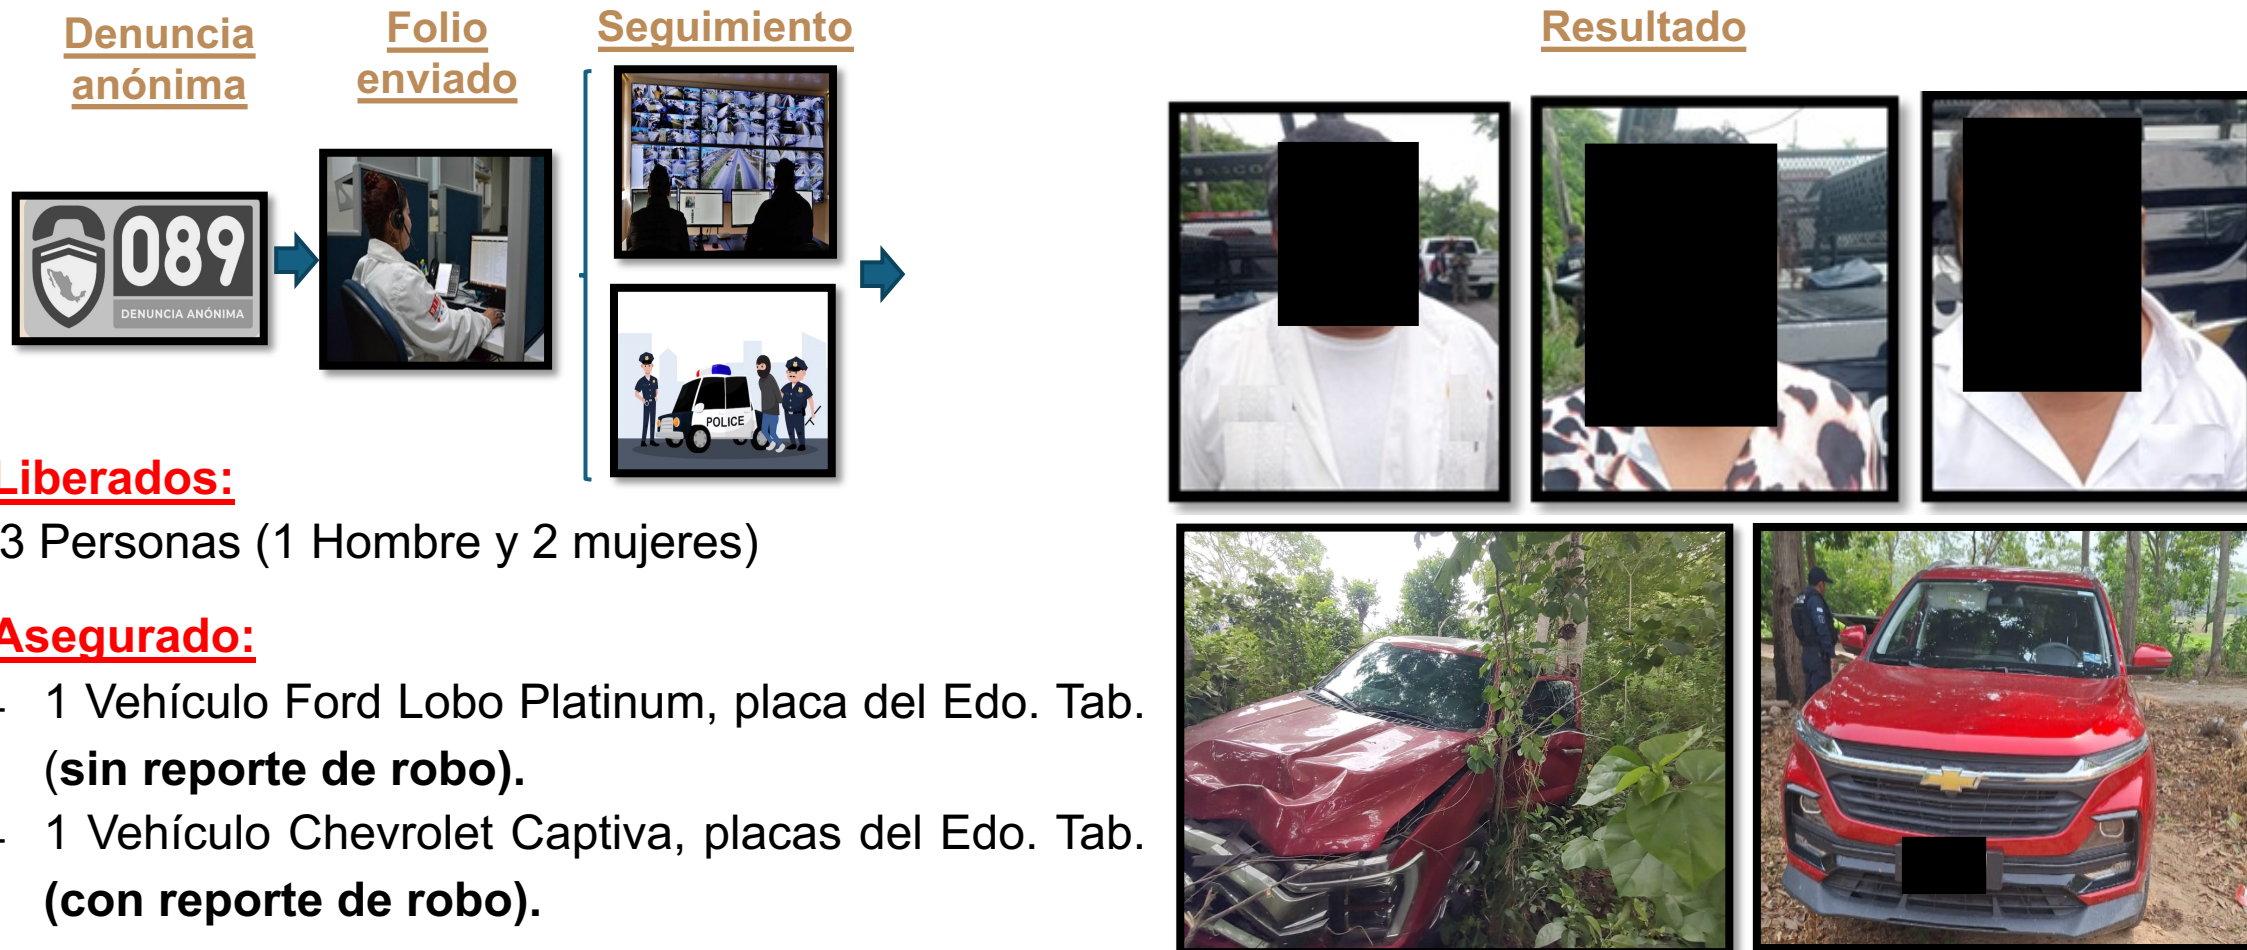 Denuncia
anónima
Folio
enviado
Seguimiento
Resultado
089
DENUNCIA ANÓNIMA
POLICE
Liberados:
3 Personas (1 Hombre y 2 mujeres)
Asegurado:
- 1 Vehículo Ford Lobo Platinum, placa del Edo. Tab.
(sin reporte de robo).
- 1 Vehículo Chevrolet Captiva, placas del Edo. Tab.
(con reporte de robo).